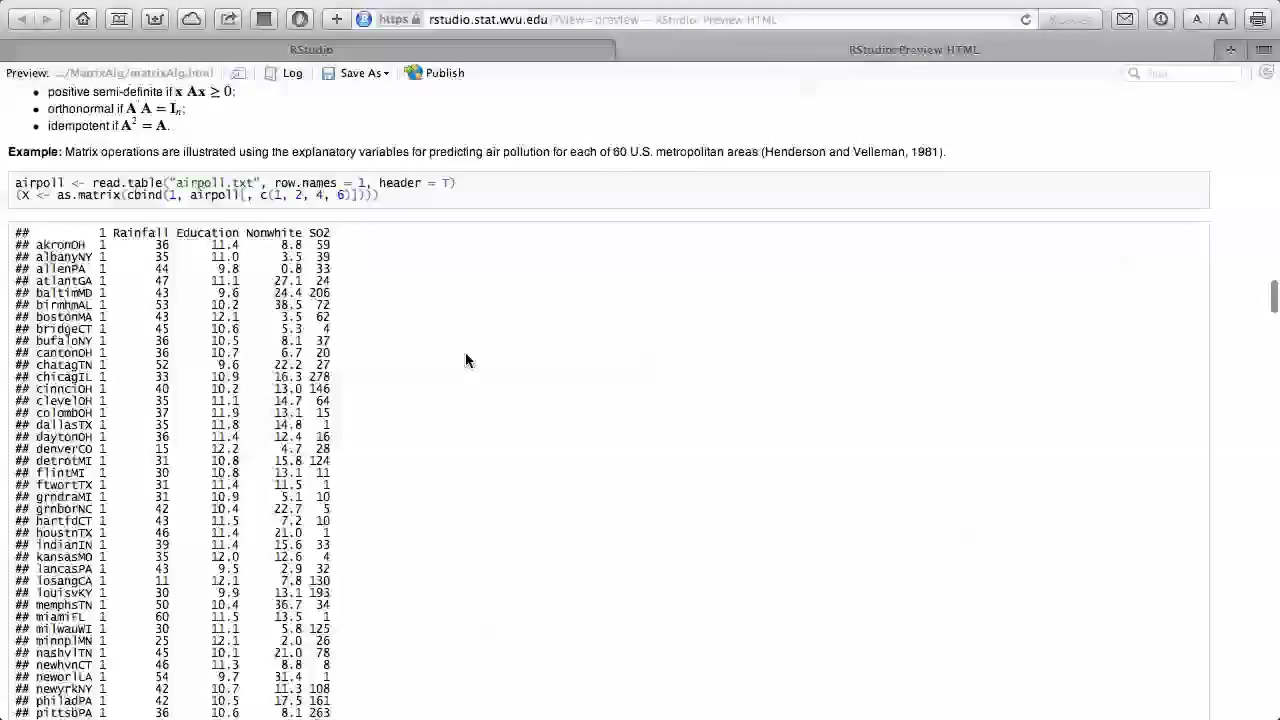 https rstudio.stat.wvu.edu/?view=preview — RStudio: Preview HTML
RStudio
RStudio: Preview HTML
Preview: .../MatrixAlg/matrixAlg.html Log Save As Publish Find
• positive semi-definite if x′Ax ≥ 0;
• orthonormal if A′A = Iₙ;
• idempotent if A² = A.
Example: Matrix operations are illustrated using the explanatory variables for predicting air pollution for each of 60 U.S. metropolitan areas (Henderson and Velleman, 1981).
airpoll <- read.table("airpoll.txt", row.names = 1, header = T)
(X <- as.matrix(cbind(1, airpoll[, c(1, 2, 4, 6)])))
## 1 Rainfall Education Nonwhite SO2
## akronOH 1 36 11.4 8.8 59
## albanyNY 1 35 11.0 3.5 39
## allenPA 1 44 9.8 0.8 33
## atlantGA 1 47 11.1 27.1 24
## baltimMD 1 43 9.6 24.4 206
## birmhmAL 1 53 10.2 38.5 72
## bostonMA 1 43 12.1 3.5 62
## bridgeCT 1 45 10.6 5.3 4
## bufaloNY 1 36 10.5 8.1 37
## cantonOH 1 36 10.7 6.7 20
## chatagTN 1 52 9.6 22.2 27
## chicagIL 1 33 10.9 16.3 278
## cinnciOH 1 40 10.2 13.0 146
## clevelOH 1 35 11.1 14.7 64
## colombOH 1 37 11.9 13.1 15
## dallasTX 1 35 11.8 14.8 1
## daytonOH 1 36 11.4 12.4 16
## denverCO 1 15 12.2 4.7 28
## detrotMI 1 31 10.8 15.8 124
## flintMI 1 30 10.8 13.1 11
## ftwortTX 1 31 11.4 11.5 1
## grndraMI 1 31 10.9 5.1 10
## grnborNC 1 42 10.4 22.7 5
## hartfdCT 1 43 11.5 7.2 10
## houstnTX 1 46 11.4 21.0 1
## indianIN 1 39 11.4 15.6 33
## kansasMO 1 35 12.0 12.6 4
## lancasPA 1 43 9.5 2.9 32
## losangCA 1 11 12.1 7.8 130
## louisvKY 1 30 9.9 13.1 193
## memphsTN 1 50 10.4 36.7 34
## miamiFL 1 60 11.5 13.5 1
## milwauWI 1 30 11.1 5.8 125
## minnplMN 1 25 12.1 2.0 26
## nashvlTN 1 45 10.1 21.0 78
## newhvnCT 1 46 11.3 8.8 8
## neworlLA 1 54 9.7 31.4 1
## newyrkNY 1 42 10.7 11.3 108
## philadPA 1 42 10.5 17.5 161
## pittsbPA 1 36 10.6 8.1 263